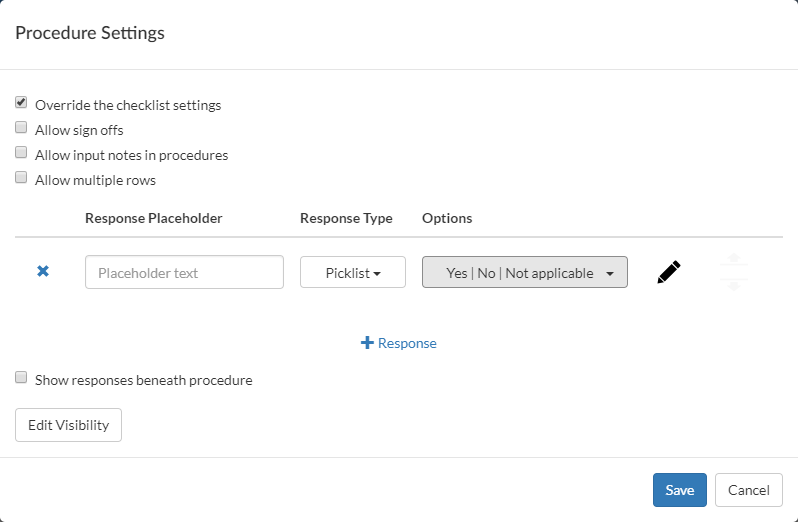 Procedure Settings
Override the checklist settings
Allow sign offs
Allow input notes in procedures
Allow multiple rows
Response Placeholder Response Type Options
Placeholder text Picklist Yes | No | Not applicable
Response
Show responses beneath procedure
Edit Visibility
Save Cancel